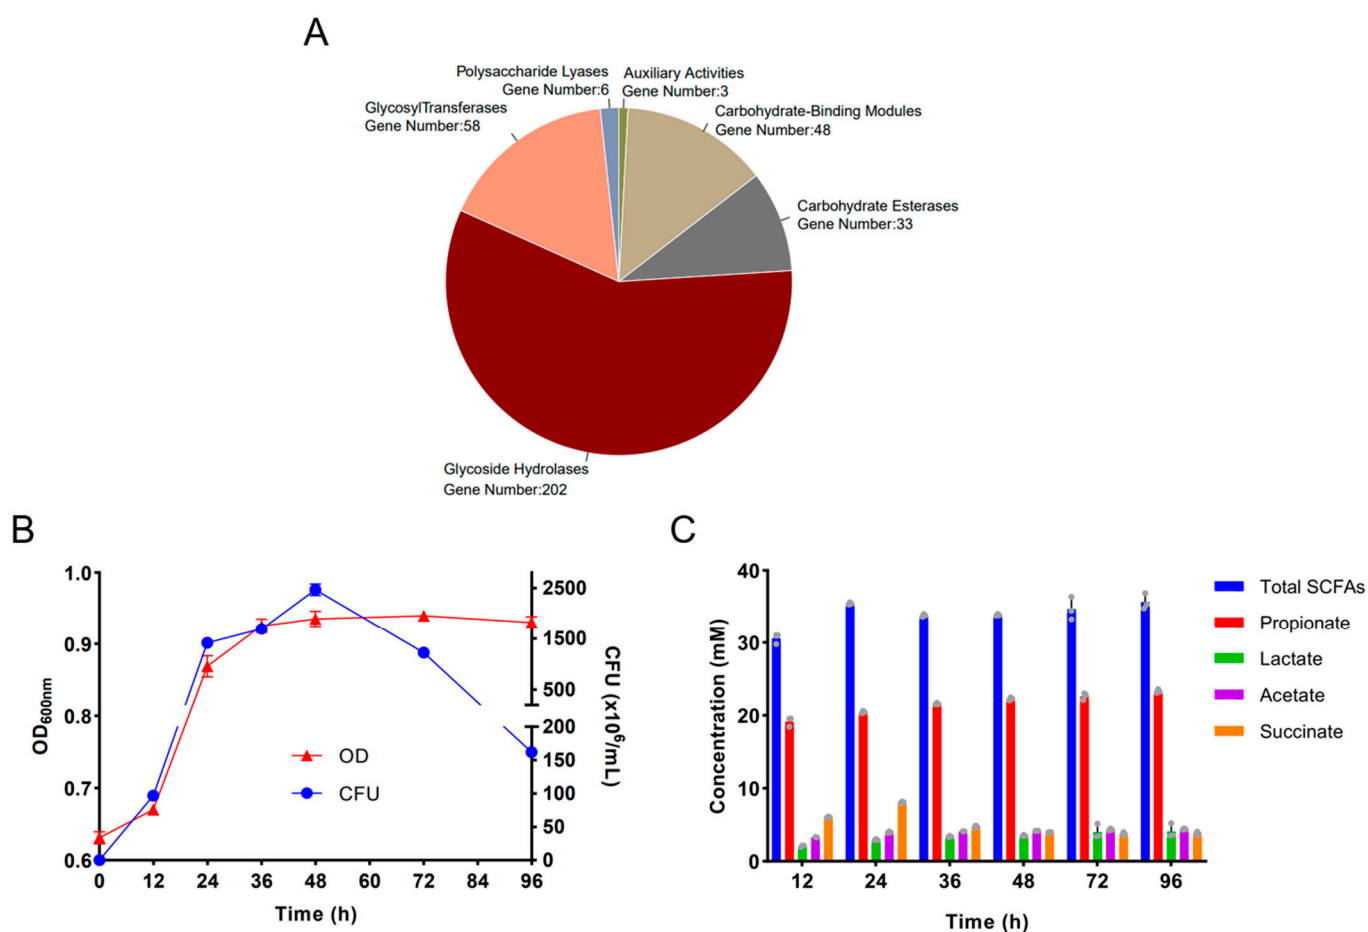 A
Polysaccharide Lyases
Gene Number:6
Auxiliary Activities
Gene Number:3
GlycosylTransferases
Gene Number:58
Carbohydrate-Binding Modules
Gene Number:48
Carbohydrate Esterases
Gene Number:33
Glycoside Hydrolases
Gene Number:202
B
1.0
0.9
0.8
0.7
0.6
OD600nm
2500
1500
500
200
150
100
50
0
CFU (x10⁶/mL)
OD
CFU
0 12 24 36 48 60 72 84 96
Time (h)
C
40
30
20
10
0
Concentration (mM)
12 24 36 48 72 96
Time (h)
Total SCFAs
Propionate
Lactate
Acetate
Succinate